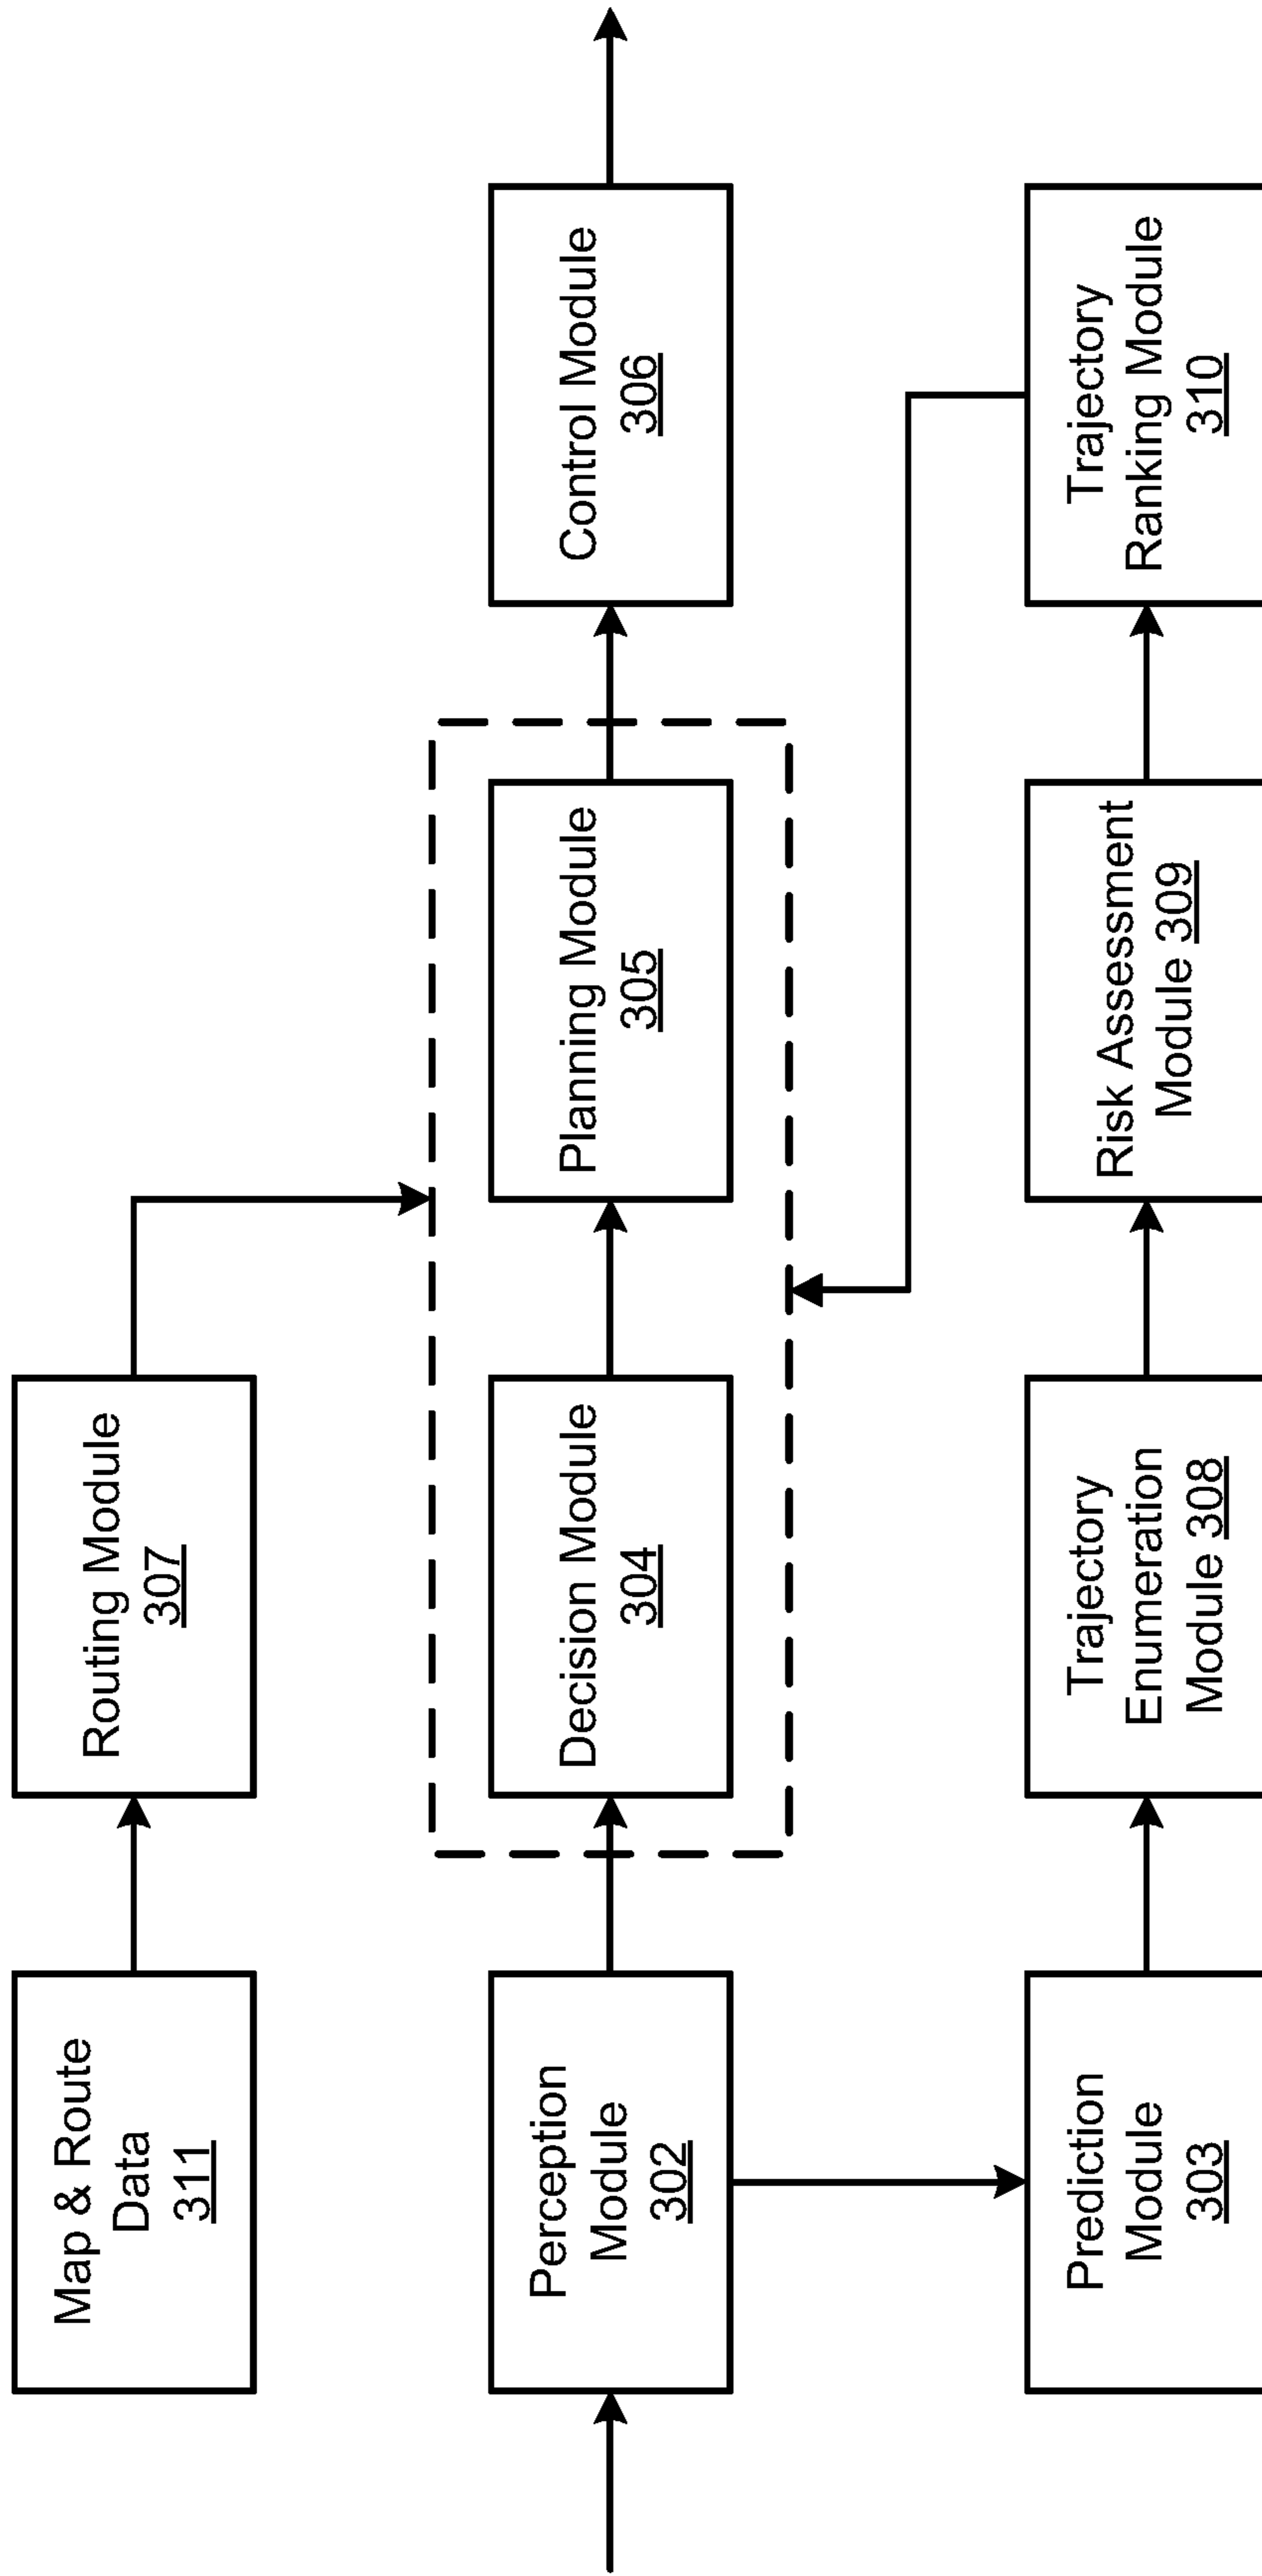 Map & Route
Data
311
Routing Module
307
Perception
Module
302
Decision Module
304
Planning Module
305
Control Module
306
Prediction
Module
303
Trajectory
Enumeration
Module 308
Risk Assessment
Module 309
Trajectory
Ranking Module
310